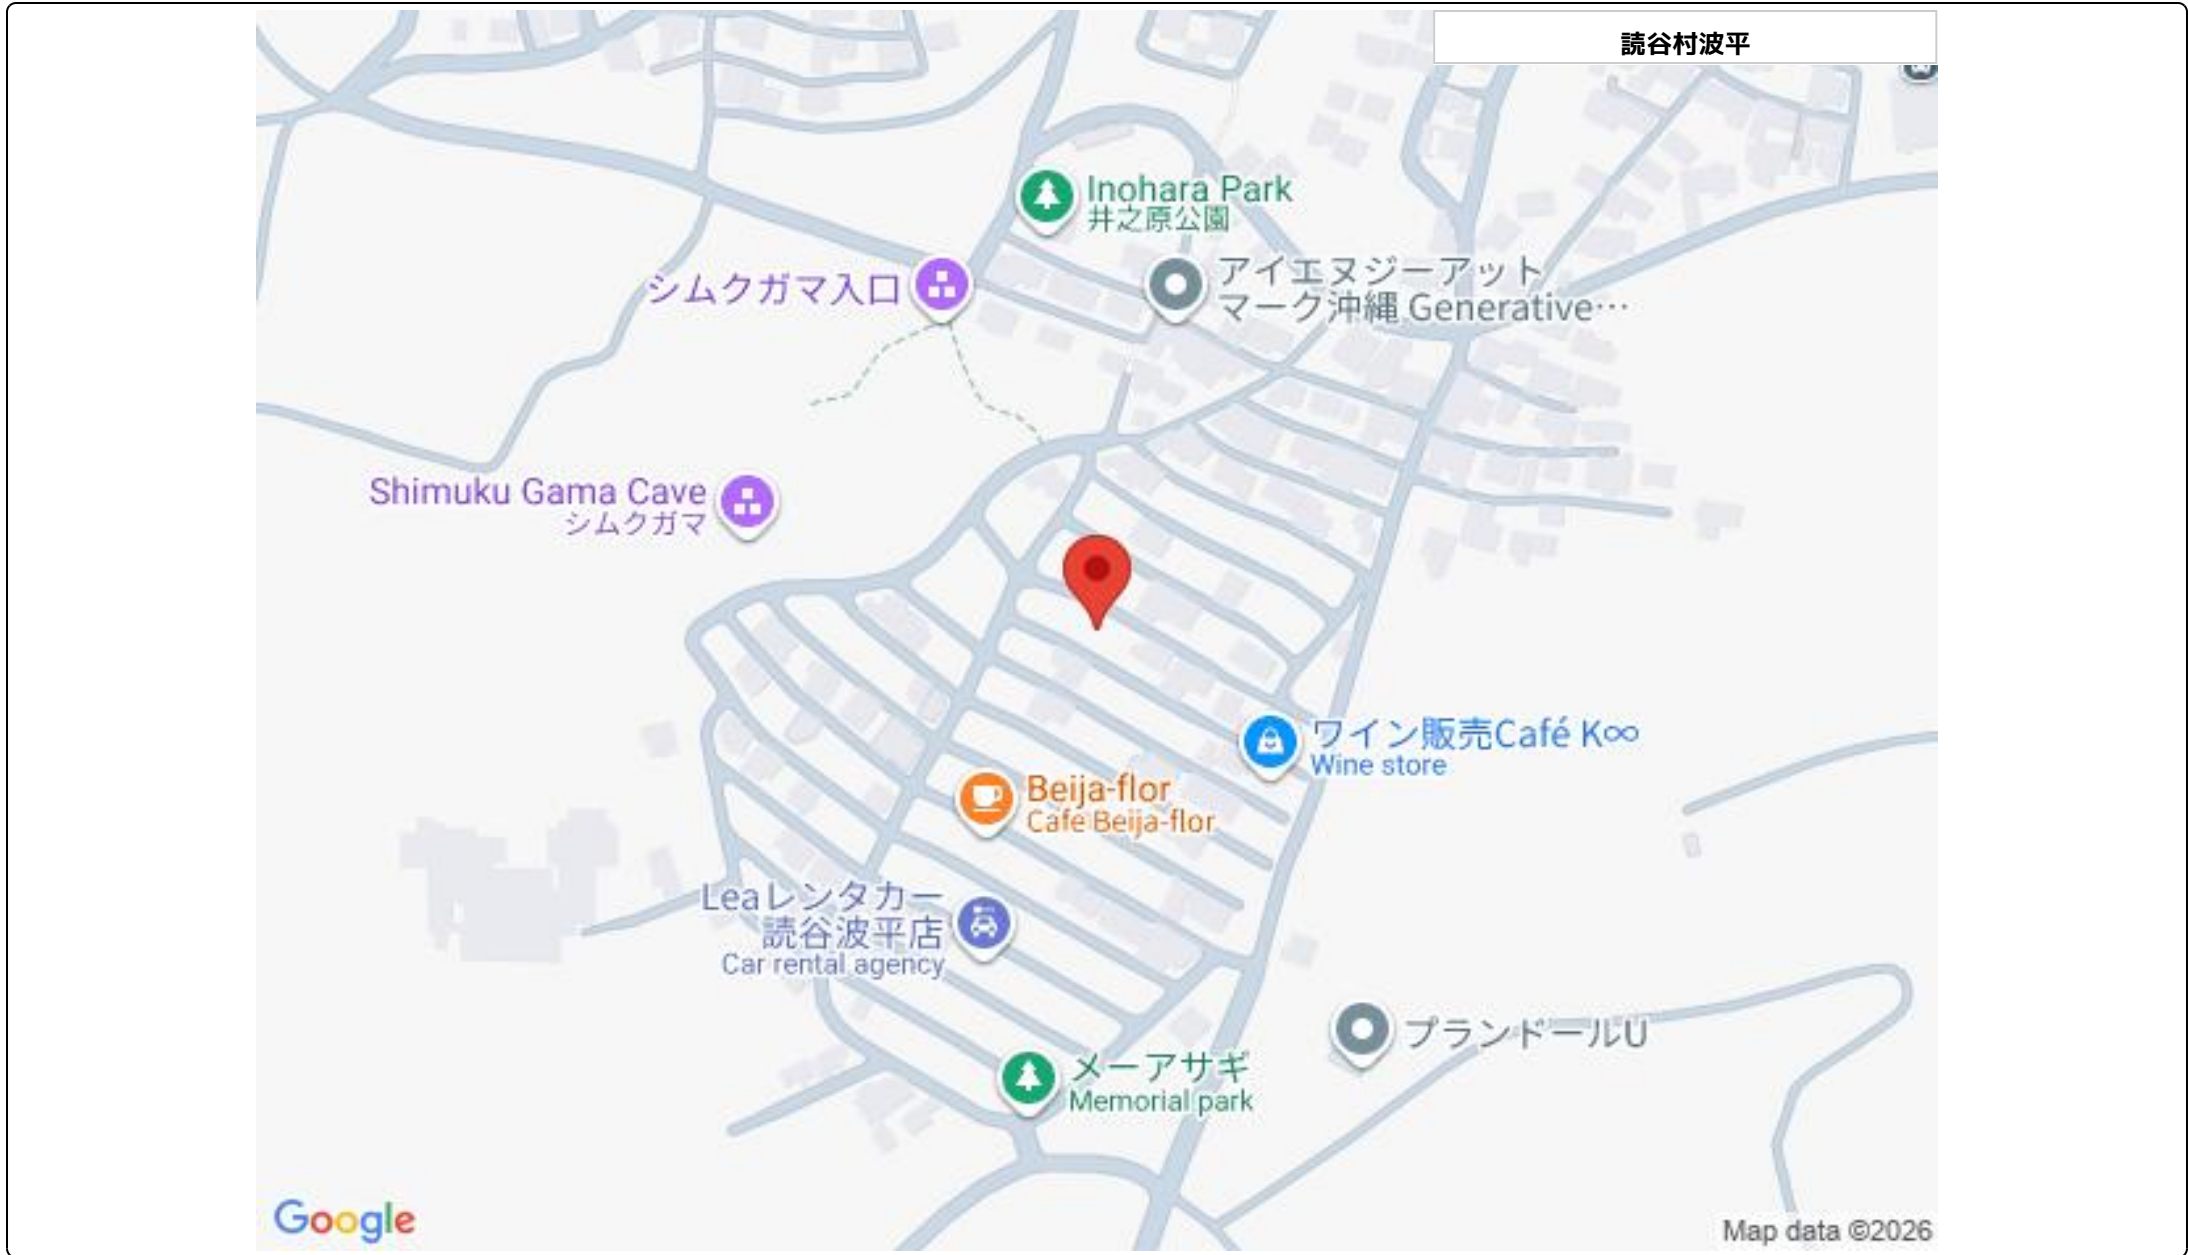 読谷村波平
Inohara Park
井之原公園
シムクガマ入口
アイエヌジーアット
マーク沖縄 Generative…
Shimuku Gama Cave
シムクガマ
ワイン販売Café K∞
Wine store
Beija-flor
Cafe Beija-flor
Leaレンタカー
読谷波平店
Car rental agency
プランドールU
メーアサギ
Memorial park
Google
Map data ©2026